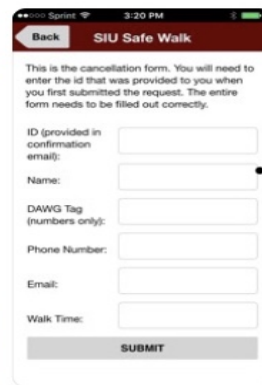 ●●○○○ Sprint 3:20 PM
Back SIU Safe Walk
This is the cancellation form. You will need to
enter the id that was provided to you when
you first submitted the request. The entire
form needs to be filled out correctly.
ID (provided in
confirmation
email):
Name:
DAWG Tag
(numbers only):
Phone Number:
Email:
Walk Time:
SUBMIT